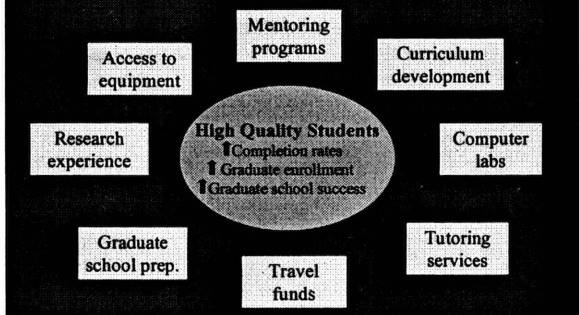 Mentoring
programs
Access to
equipment
Curriculum
development
Research
experience
High Quality Students
⬆Completion rates
⬆ Graduate enrollment
⬆Graduate school success
Computer
labs
Graduate
school prep.
Travel
funds
Tutoring
services